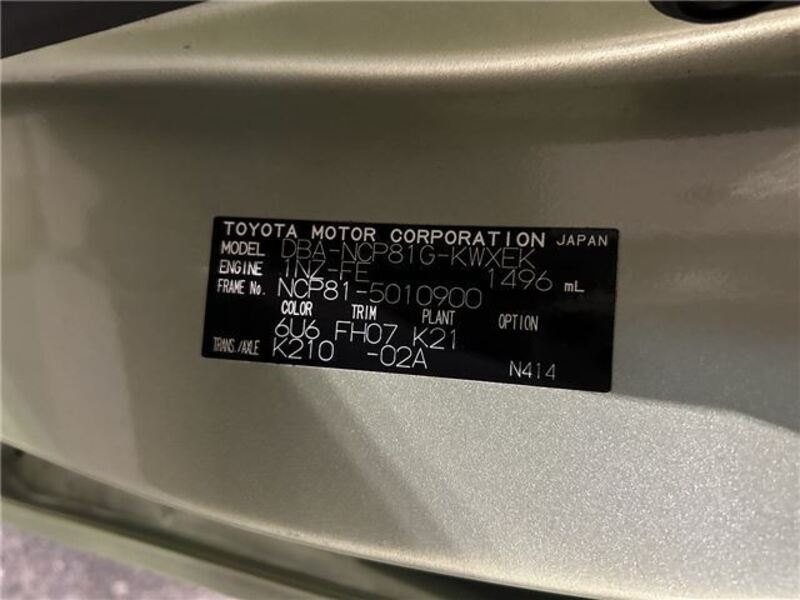 TOYOTA MOTOR CORPORATION JAPAN
MODEL DBA-NCP81G-KWXEK
ENGINE 1NZ-FE 1496 mL
FRAME No. NCP81-5010900
COLOR TRIM PLANT OPTION
6U6 FH07 K21
TRANS./AXLE K210 -02A
N414